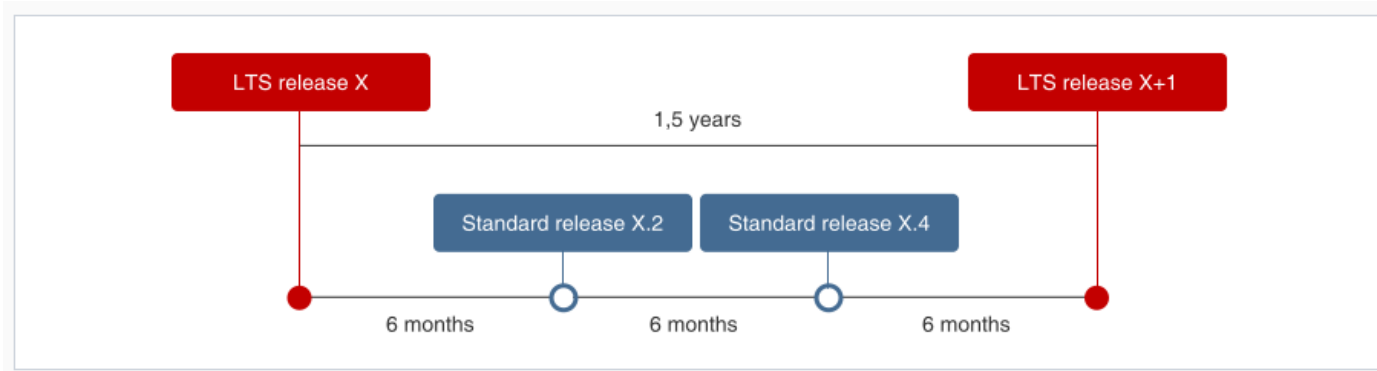 LTS release X
LTS release X+1
1,5 years
Standard release X.2
Standard release X.4
6 months
6 months
6 months